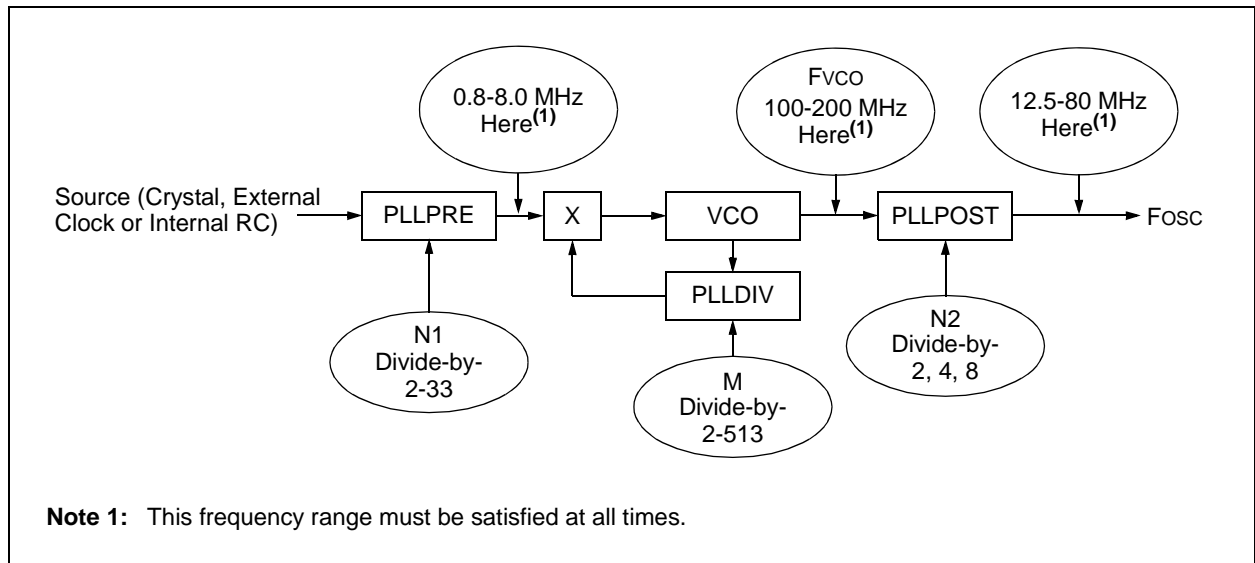 0.8-8.0 MHz
Here(1)
FVCO
100-200 MHz
Here(1)
12.5-80 MHz
Here(1)
Source (Crystal, External
Clock or Internal RC)
PLLPRE
X
VCO
PLLPOST
FOSC
PLLDIV
N1
Divide-by-
2-33
M
Divide-by-
2-513
N2
Divide-by-
2, 4, 8
Note 1: This frequency range must be satisfied at all times.